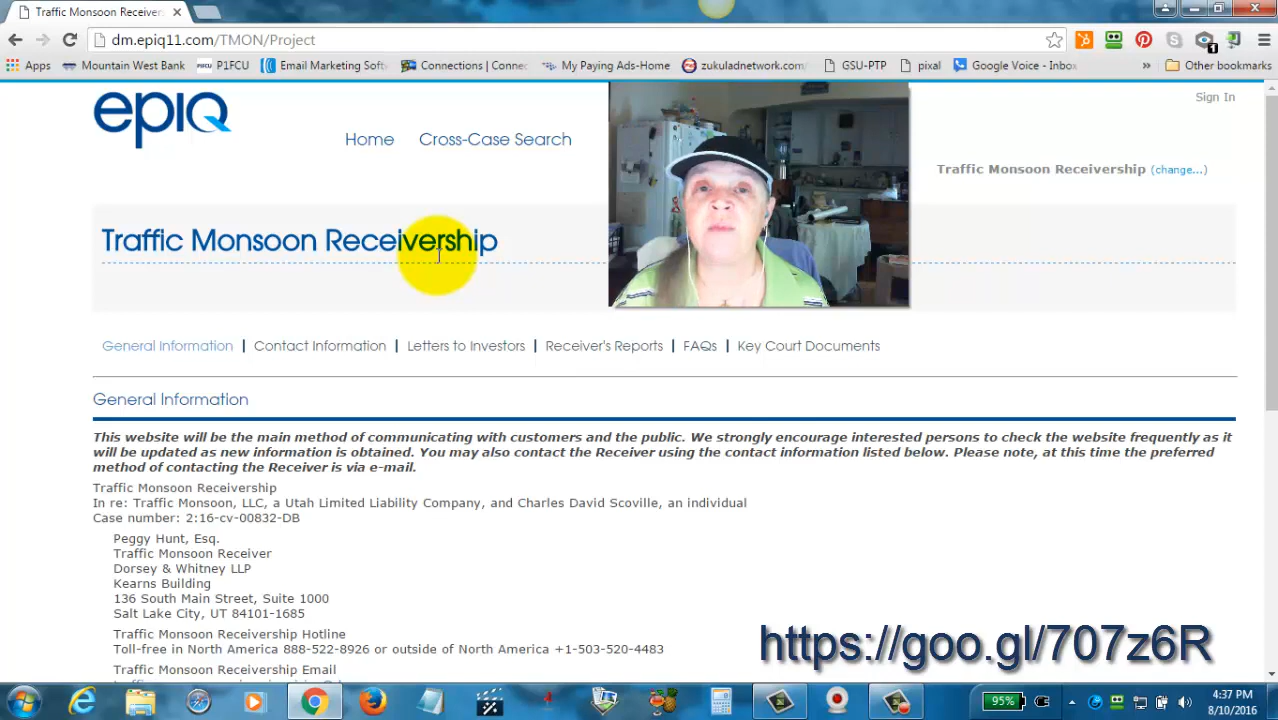 Traffic Monsoon Receiver
dm.epiq11.com/TMON/Project
Apps Mountain West Bank P1FCU Email Marketing Soft Connections | Connec My Paying Ads-Home zukuladnetwork.com/ GSU-PTP pixal Google Voice - Inbox » Other bookmarks
Sign In
epiq
Home Cross-Case Search
Traffic Monsoon Receivership (change...)
Traffic Monsoon Receivership
General Information | Contact Information | Letters to Investors | Receiver's Reports | FAQs | Key Court Documents
General Information
This website will be the main method of communicating with customers and the public. We strongly encourage interested persons to check the website frequently as it
will be updated as new information is obtained. You may also contact the Receiver using the contact information listed below. Please note, at this time the preferred
method of contacting the Receiver is via e-mail.
Traffic Monsoon Receivership
In re: Traffic Monsoon, LLC, a Utah Limited Liability Company, and Charles David Scoville, an individual
Case number: 2:16-cv-00832-DB
Peggy Hunt, Esq.
Traffic Monsoon Receiver
Dorsey & Whitney LLP
Kearns Building
136 South Main Street, Suite 1000
Salt Lake City, UT 84101-1685
Traffic Monsoon Receivership Hotline
Toll-free in North America 888-522-8926 or outside of North America +1-503-520-4483
Traffic Monsoon Receivership Email
https://goo.gl/707z6R
95%
4:37 PM
8/10/2016